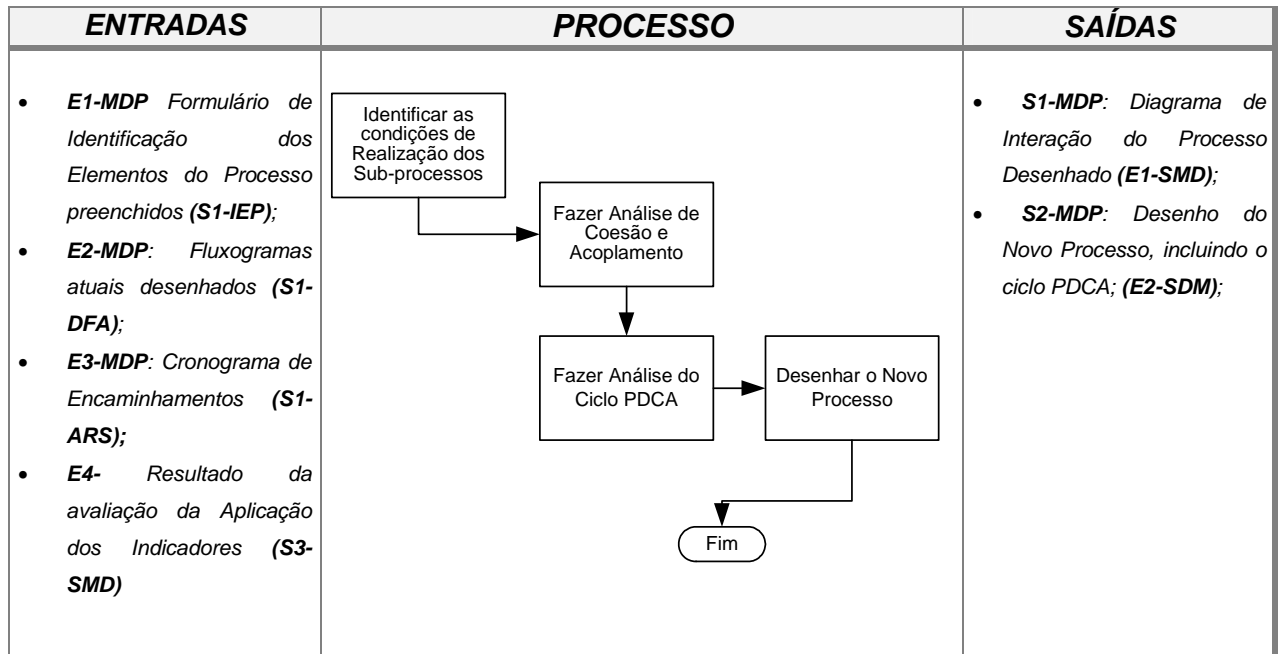 ENTRADAS
PROCESSO
SAÍDAS
• E1-MDP Formulário de
Identificação dos
Elementos do Processo
preenchidos (S1-IEP);
• E2-MDP: Fluxogramas
atuais desenhados (S1-
DFA);
• E3-MDP: Cronograma de
Encaminhamentos (S1-
ARS);
• E4- Resultado da
avaliação da Aplicação
dos Indicadores (S3-
SMD)
Identificar as
condições de
Realização dos
Sub-processos
Fazer Análise de
Coesão e
Acoplamento
Fazer Análise do
Ciclo PDCA
Desenhar o Novo
Processo
Fim
• S1-MDP: Diagrama de
Interação do Processo
Desenhado (E1-SMD);
• S2-MDP: Desenho do
Novo Processo, incluindo o
ciclo PDCA; (E2-SDM);